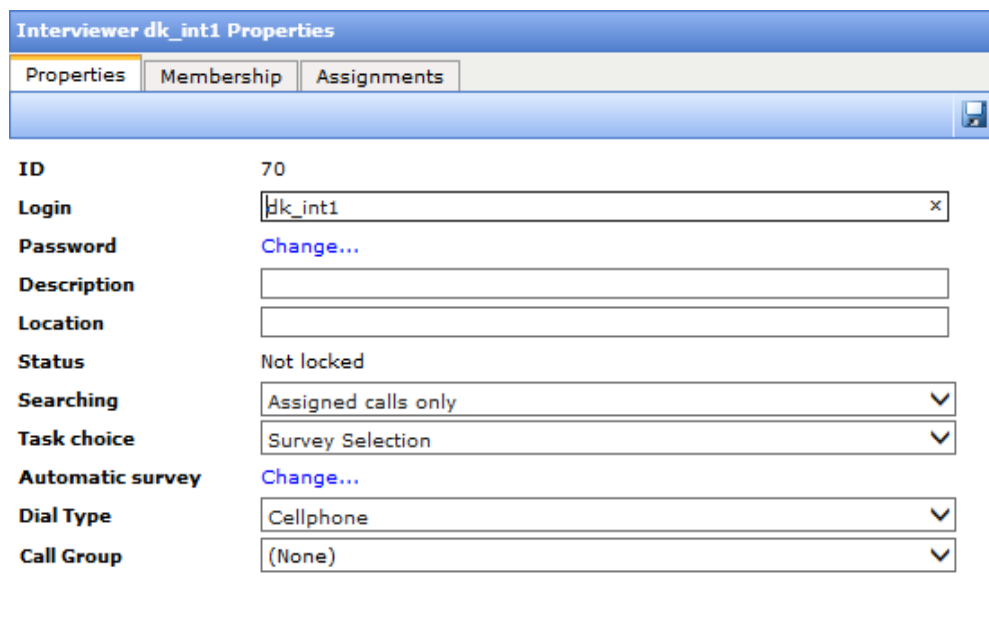 Interviewer dk_int1 Properties
Properties Membership Assignments
ID 70
Login dk_int1 ×
Password Change...
Description
Location
Status Not locked
Searching Assigned calls only
Task choice Survey Selection
Automatic survey Change...
Dial Type Cellphone
Call Group (None)